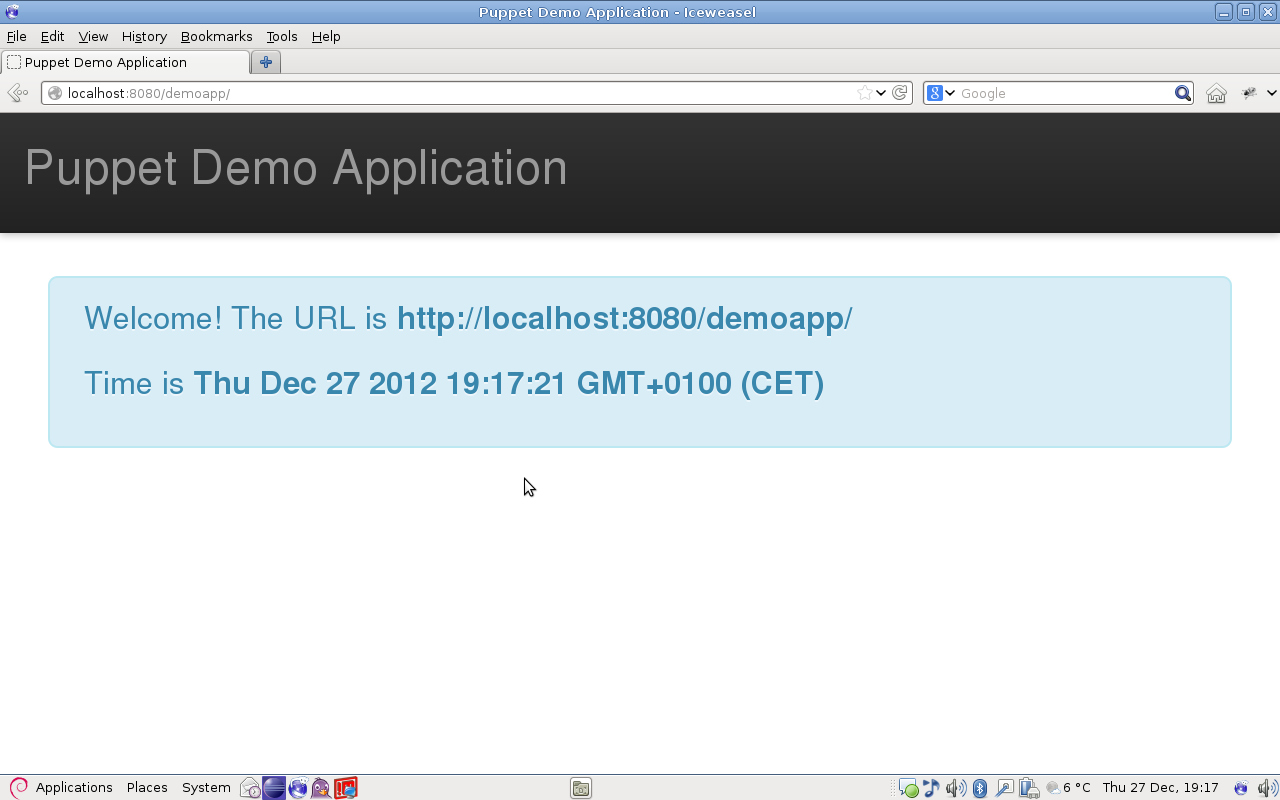 Puppet Demo Application - Iceweasel
File Edit View History Bookmarks Tools Help
Puppet Demo Application
localhost:8080/demoapp/
8 Google
Puppet Demo Application
Welcome! The URL is http://localhost:8080/demoapp/
Time is Thu Dec 27 2012 19:17:21 GMT+0100 (CET)
Applications Places System
6 °C Thu 27 Dec, 19:17